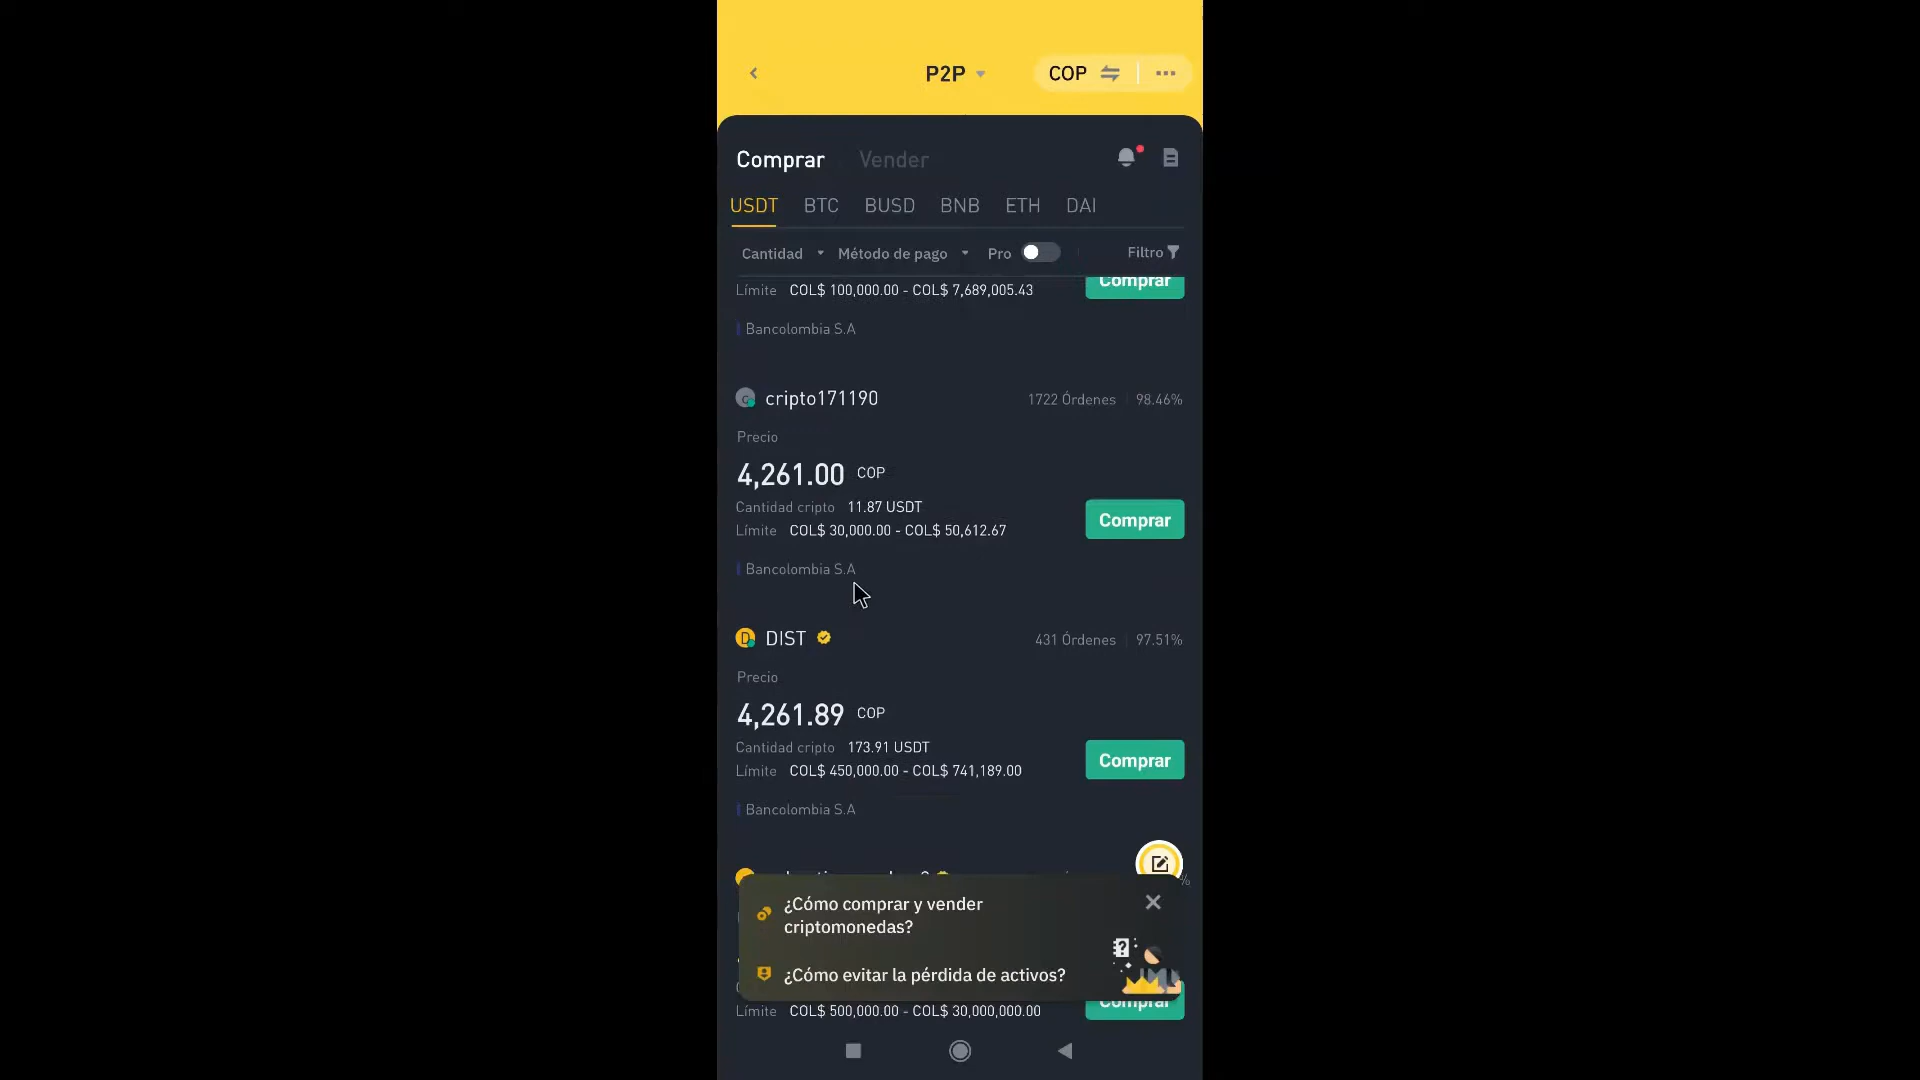 P2P
COP
Comprar Vender
USDT BTC BUSD BNB ETH DAI
Cantidad Método de pago Pro Filtro
Límite COL$ 100,000.00 - COL$ 7,689,005.43 Comprar
Bancolombia S.A
cripto171190 1722 Órdenes 98.46%
Precio
4,261.00 COP
Cantidad cripto 11.87 USDT
Límite COL$ 30,000.00 - COL$ 50,612.67
Comprar
Bancolombia S.A
DIST 431 Órdenes 97.51%
Precio
4,261.89 COP
Cantidad cripto 173.91 USDT
Límite COL$ 450,000.00 - COL$ 741,189.00
Comprar
Bancolombia S.A
¿Cómo comprar y vender
criptomonedas?
¿Cómo evitar la pérdida de activos?
Límite COL$ 500,000.00 - COL$ 30,000,000.00 Comprar